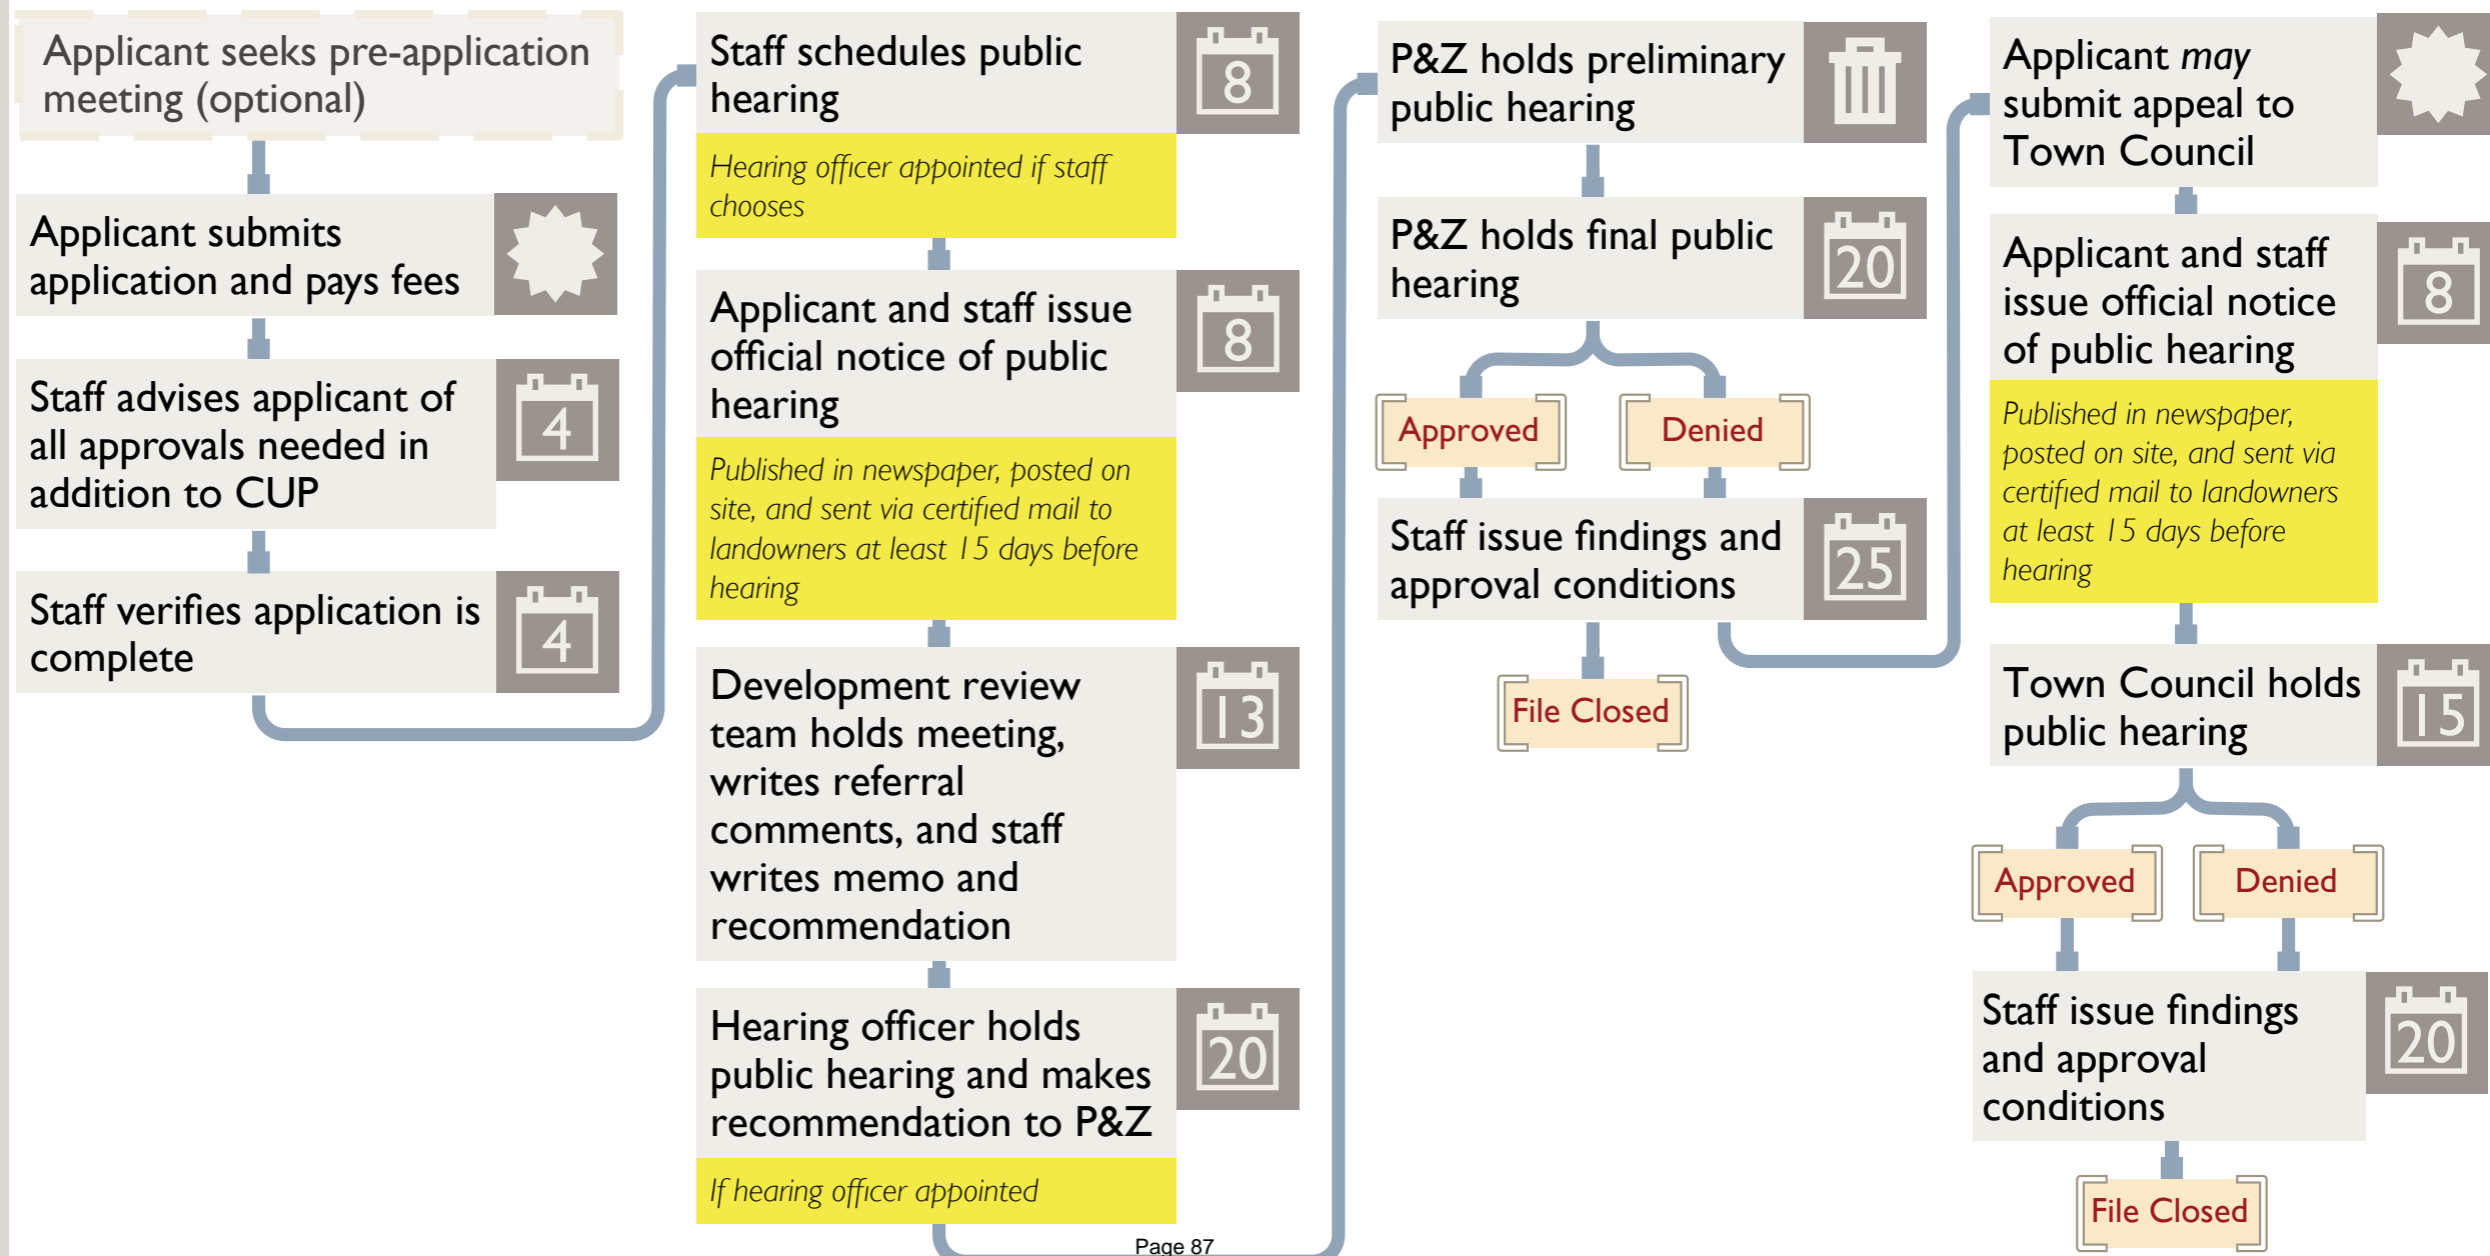 Applicant seeks pre-application
meeting (optional)
Applicant submits
application and pays fees
Staff advises applicant of
all approvals needed in
addition to CUP
4
Staff verifies application is
complete
4
Staff schedules public
hearing
8
Hearing officer appointed if staff
chooses
Applicant and staff issue
official notice of public
hearing
8
Published in newspaper, posted on
site, and sent via certified mail to
landowners at least 15 days before
hearing
Development review
team holds meeting,
writes referral
comments, and staff
writes memo and
recommendation
13
Hearing officer holds
public hearing and makes
recommendation to P&Z
20
If hearing officer appointed
P&Z holds preliminary
public hearing
P&Z holds final public
hearing
20
Approved
Denied
Staff issue findings and
approval conditions
25
File Closed
Applicant may
submit appeal to
Town Council
Applicant and staff
issue official notice
of public hearing
8
Published in newspaper,
posted on site, and sent via
certified mail to landowners
at least 15 days before
hearing
Town Council holds
public hearing
15
Approved
Denied
Staff issue findings
and approval
conditions
20
File Closed
Page 87